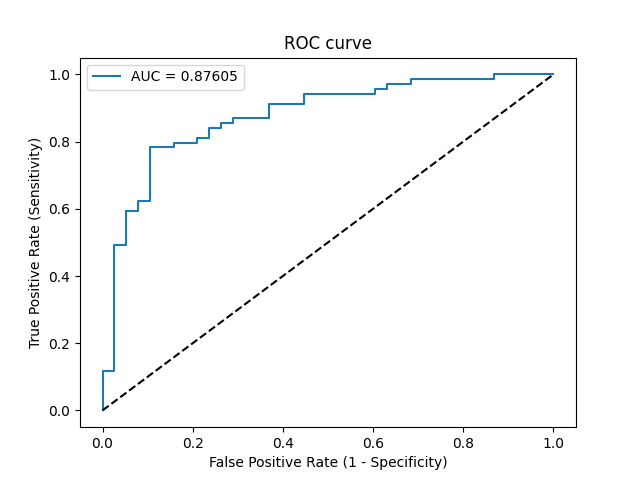 ROC curve
AUC = 0.87605
True Positive Rate (Sensitivity)
1.0
0.8
0.6
0.4
0.2
0.0
0.0 0.2 0.4 0.6 0.8 1.0
False Positive Rate (1 - Specificity)